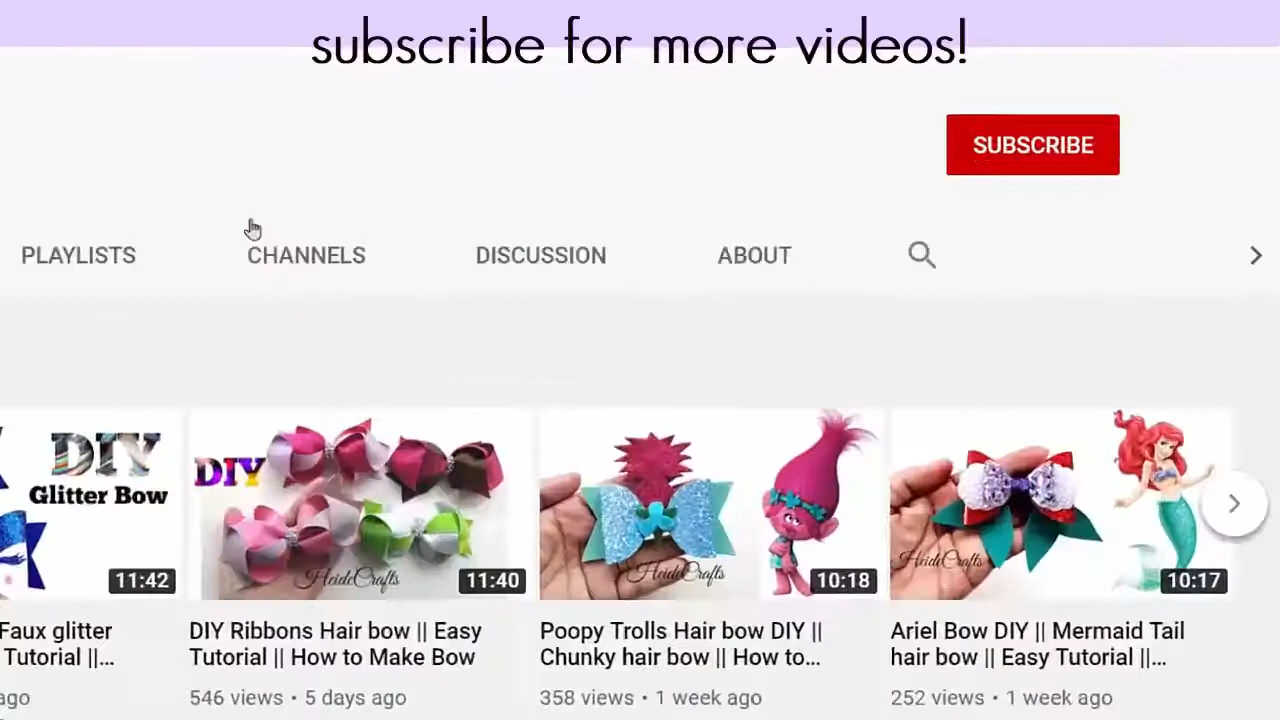 subscribe for more videos!
SUBSCRIBE
PLAYLISTS CHANNELS DISCUSSION ABOUT
DIY
Glitter Bow
11:42
DIY
HeideCrafts
11:40
HeideCrafts
10:18
HeideCrafts
10:17
Faux glitter
Tutorial ||...
ago
DIY Ribbons Hair bow || Easy
Tutorial || How to Make Bow
546 views • 5 days ago
Poopy Trolls Hair bow DIY ||
Chunky hair bow || How to...
358 views • 1 week ago
Ariel Bow DIY || Mermaid Tail
hair bow || Easy Tutorial ||...
252 views • 1 week ago